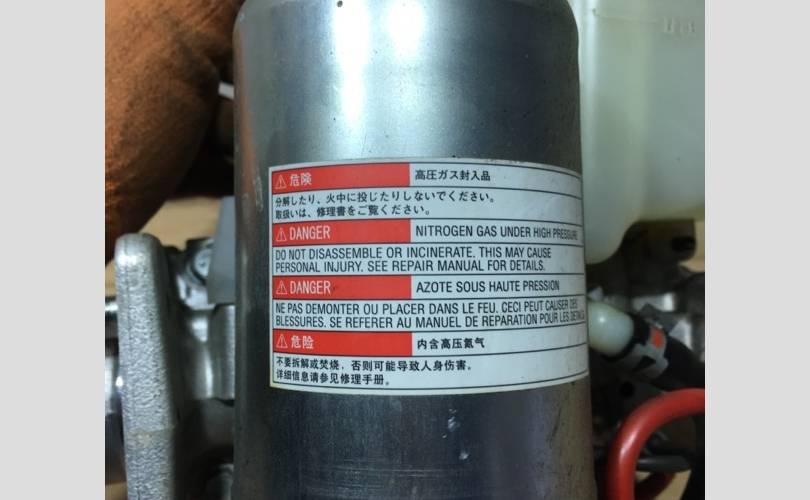 ⚠危険 高圧ガス封入品
分解したり、火中に投じたりしないでください。
取扱いは、修理書をご覧ください。
⚠DANGER NITROGEN GAS UNDER HIGH PRESSURE
DO NOT DISASSEMBLE OR INCINERATE. THIS MAY CAUSE
PERSONAL INJURY. SEE REPAIR MANUAL FOR DETAILS.
⚠DANGER AZOTE SOUS HAUTE PRESSION
NE PAS DEMONTER OU PLACER DANS LE FEU. CECI PEUT CAUSER DES
BLESSURES. SE REFERER AU MANUEL DE REPARATION POUR LES DETAILS.
⚠危险 内含高压氮气
不要拆解或焚烧，否则可能导致人身伤害。
详细信息请参见修理手册。